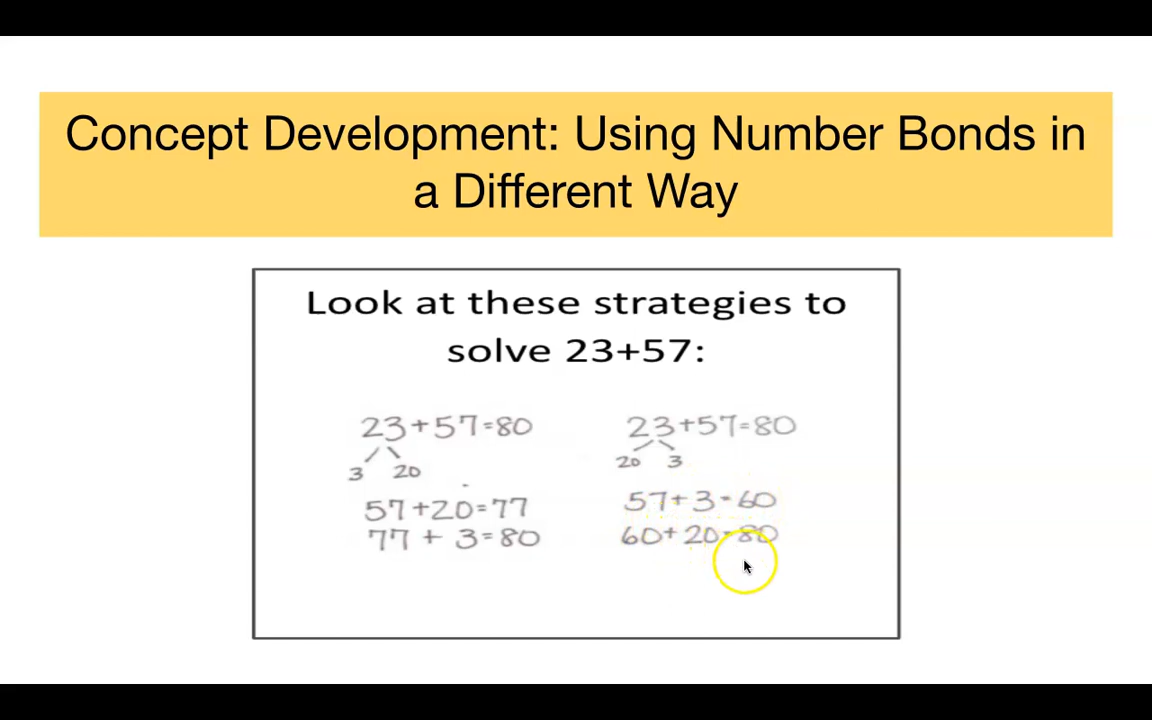 Concept Development: Using Number Bonds in
a Different Way
Look at these strategies to
solve 23+57:
23+57=80
3 20
57+20=77
77+3=80
23+57=80
20 3
57+3=60
60+20=80